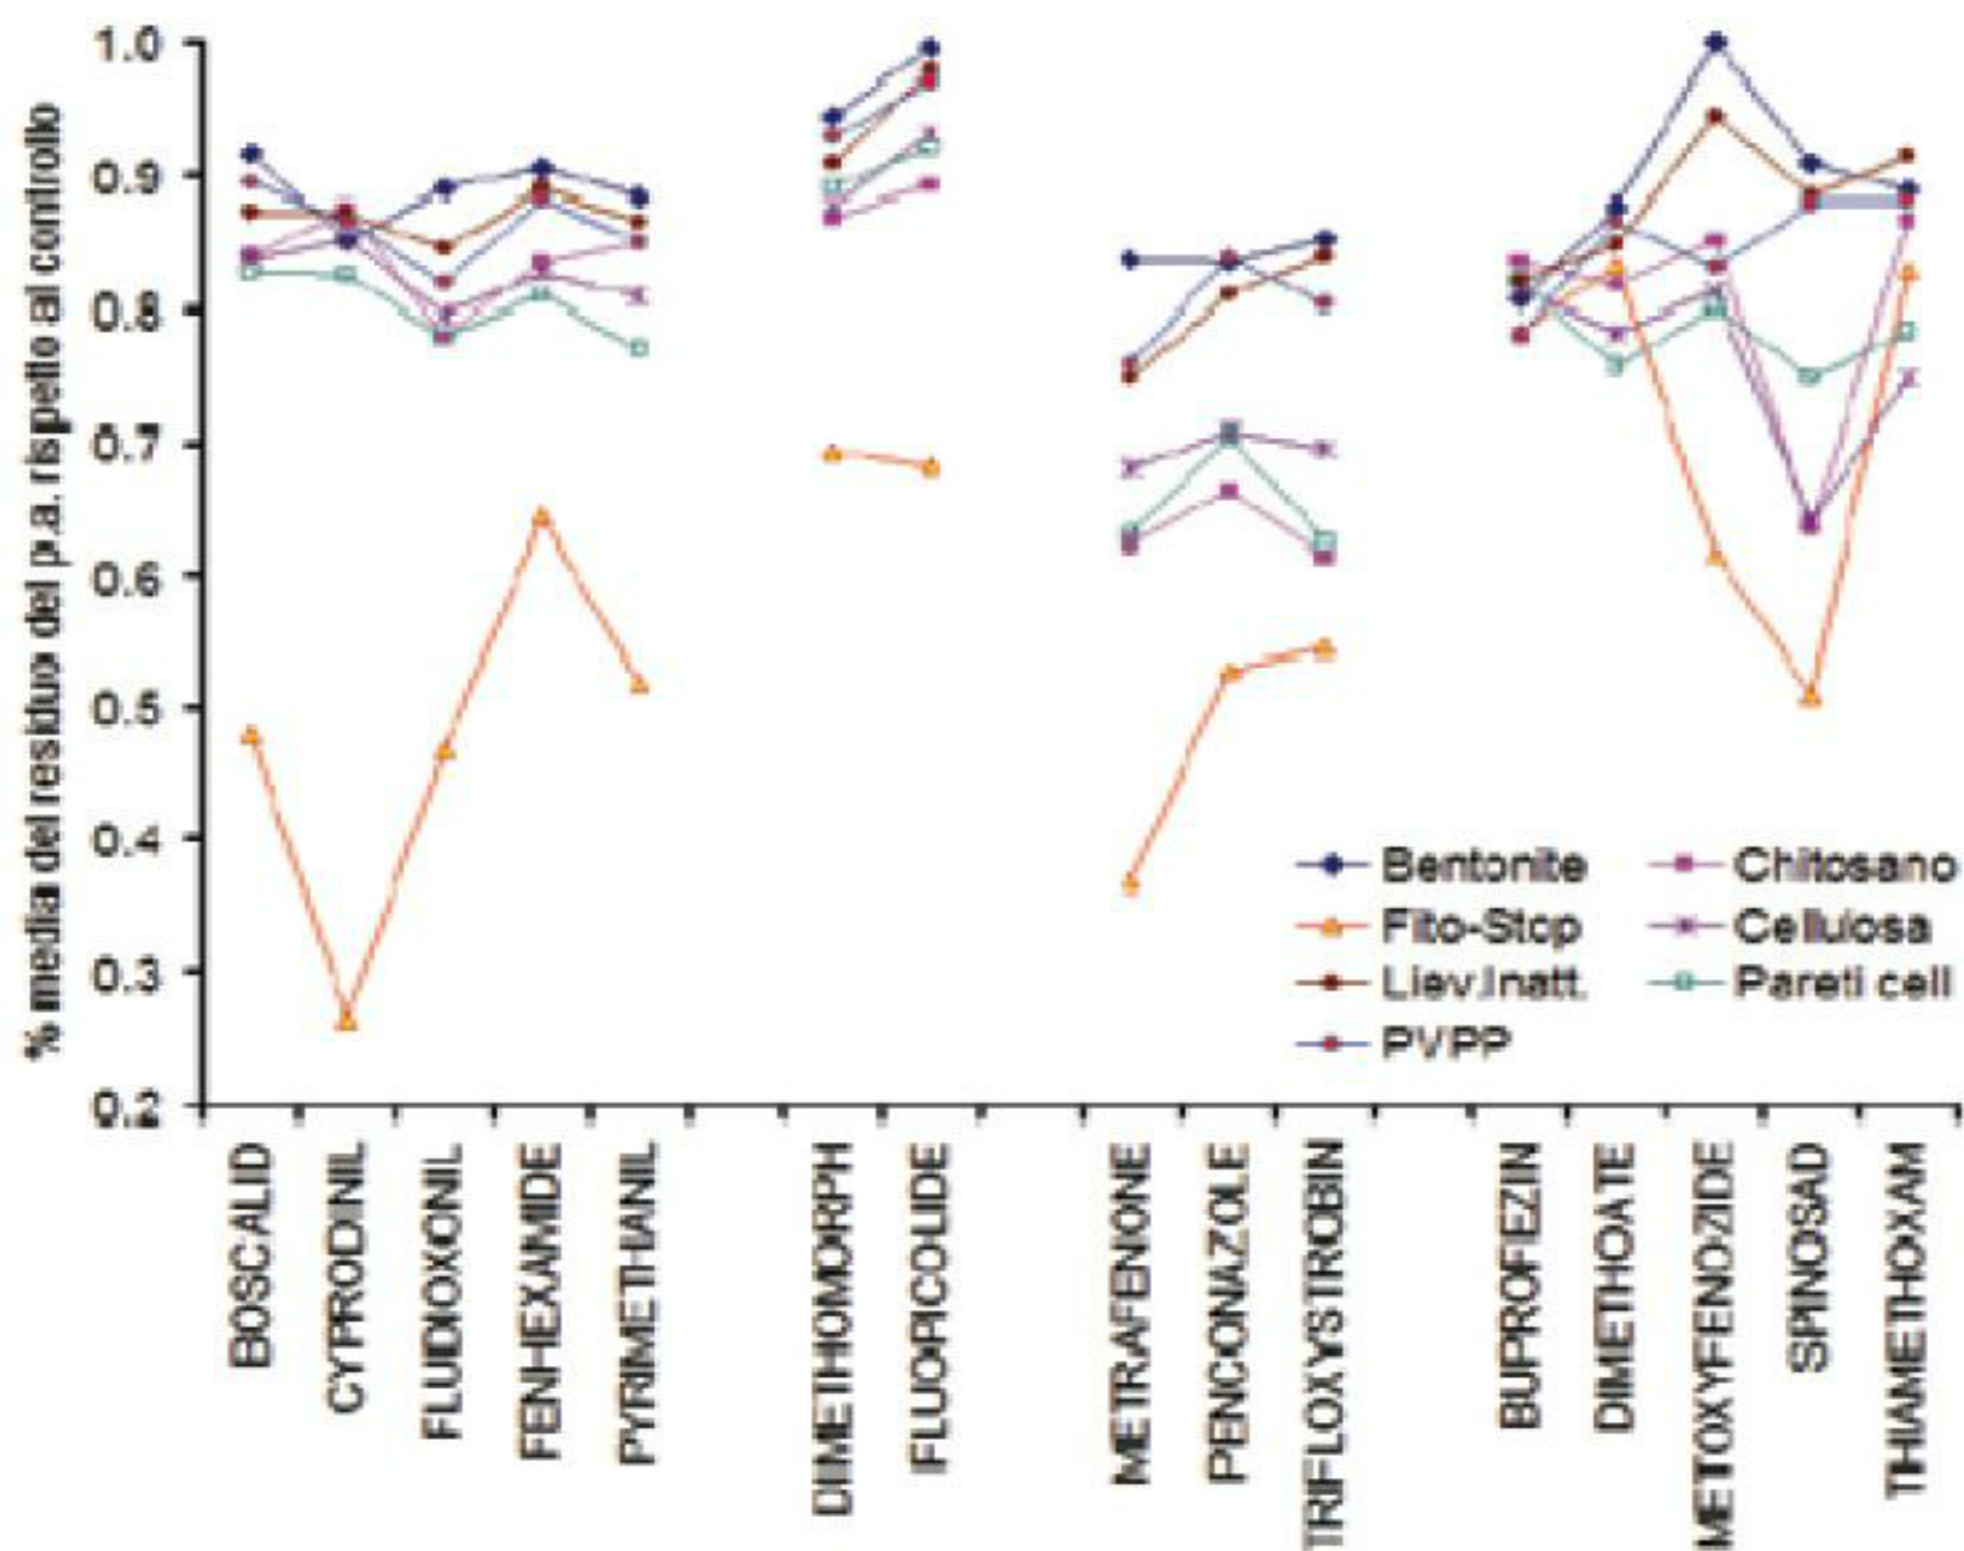 % media del residuo del p.a. rispetto al controllo
1.0
0.9
0.8
0.7
0.6
0.5
0.4
0.3
0.2
Bentonite
Chitosano
Fito-Stop
Cellulosa
Liev.Inatt.
Pareti cell
PVPP
BOSCALID
CYPRODINIL
FLUDIOXONIL
FENHEXAMIDE
PYRIMETHANIL
DIMETHOMORPH
IFLUOPICOLIDE
METRAFENONE
PENCONAZOLE
TRIFLOXYSTROBIN
BUPROFEZIN
DIMETHOATE
METOXYFENOZIDE
SPINOSAD
THIAMETHOXAM